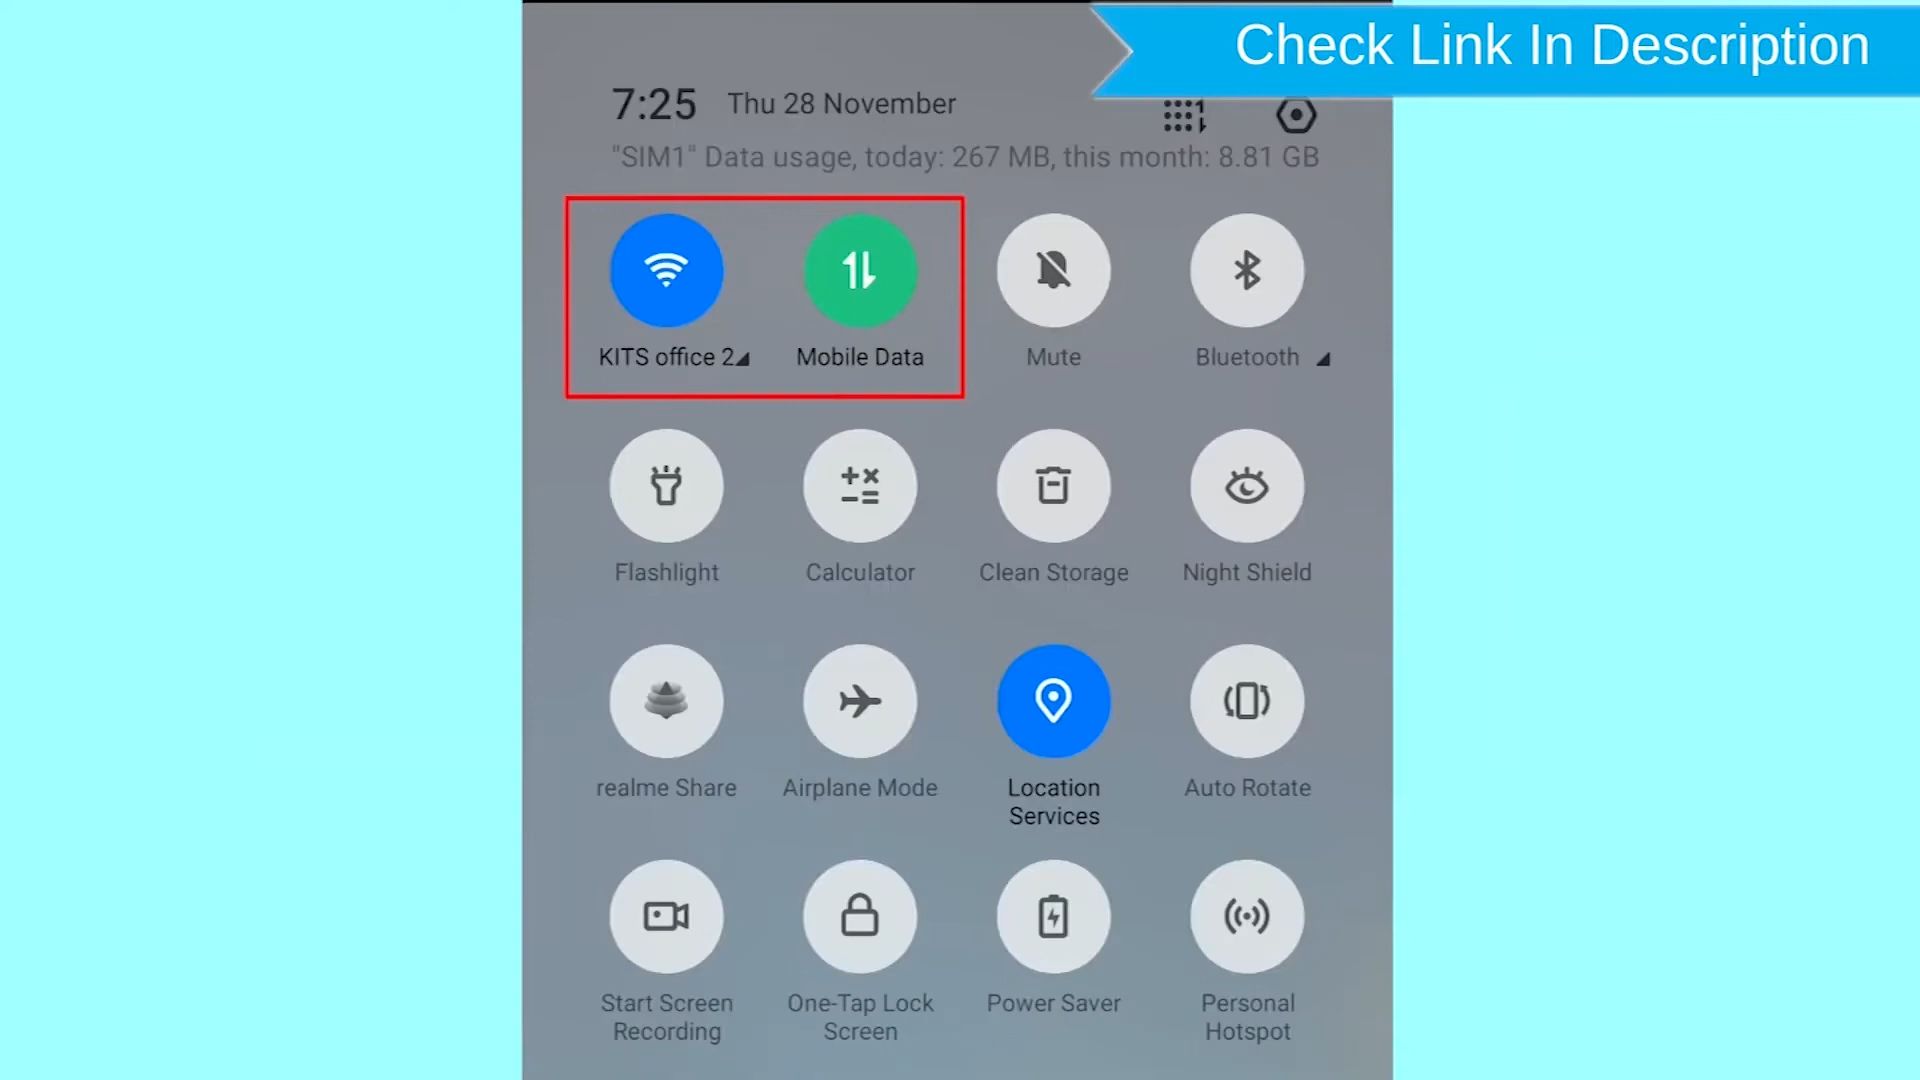 Check Link In Description
7:25 Thu 28 November
"SIM1" Data usage, today: 267 MB, this month: 8.81 GB
KITS office 2 Mobile Data Mute Bluetooth
Flashlight Calculator Clean Storage Night Shield
realme Share Airplane Mode Location Services Auto Rotate
Start Screen Recording One-Tap Lock Screen Power Saver Personal Hotspot